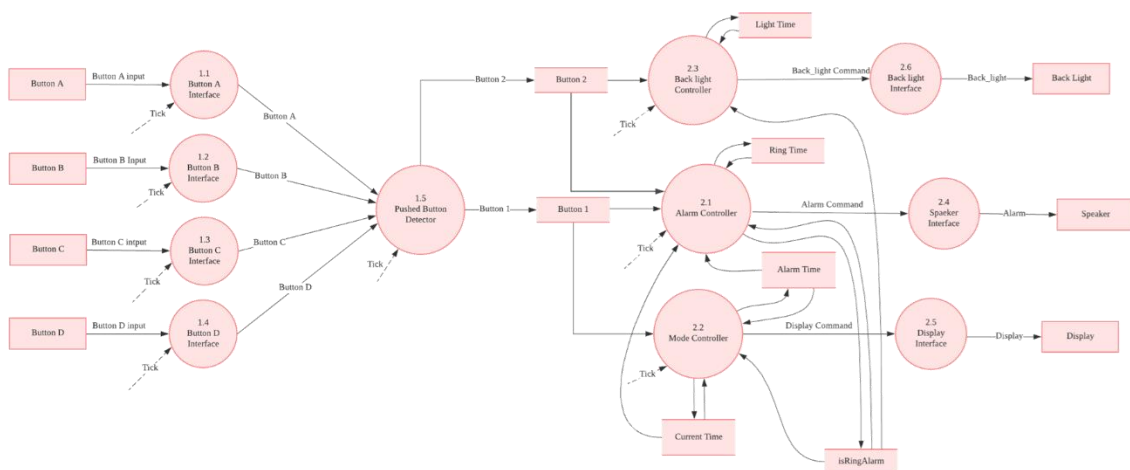 Button A
Button A input
1.1
Button A
Interface
Tick
Button A
Button B
Button B Input
1.2
Button B
Interface
Tick
Button B
Button C
Button C intput
1.3
Button C
Interface
Tick
Button C
Button D
Button D input
1.4
Button D
Interface
Tick
Button D
1.5
Pushed Button
Detector
Tick
Button 2
Button 2
Button 1
Button 1
2.3
Back light
Controller
Tick
Light Time
Back_light Command
2.6
Back light
Interface
Back_light
Back Light
2.1
Alarm Controller
Tick
Ring Time
Alarm Command
2.4
Spaeker
Interface
Alarm
Speaker
Alarm Time
2.2
Mode Controller
Tick
Display Command
2.5
Display
Interface
Display
Display
Current Time
isRingAlarm